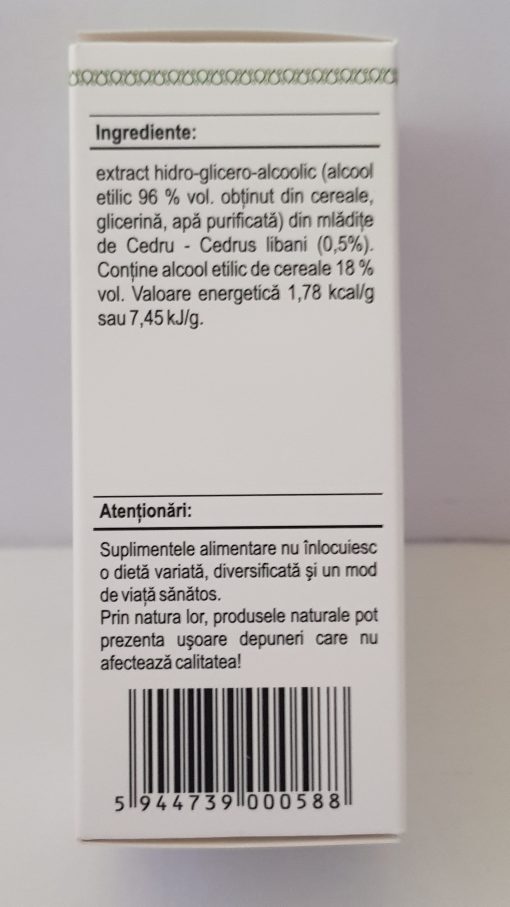 Ingrediente:
extract hidro-glicero-alcoolic (alcool
etilic 96 % vol. obținut din cereale,
glicerină, apă purificată) din mlădițe
de Cedru - Cedrus libani (0,5%).
Conține alcool etilic de cereale 18 %
vol. Valoare energetică 1,78 kcal/g
sau 7,45 kJ/g.
Atenționări:
Suplimentele alimentare nu înlocuiesc
o dietă variată, diversificată şi un mod
de viață sănătos.
Prin natura lor, produsele naturale pot
prezenta uşoare depuneri care nu
afectează calitatea!
5 944739 000588